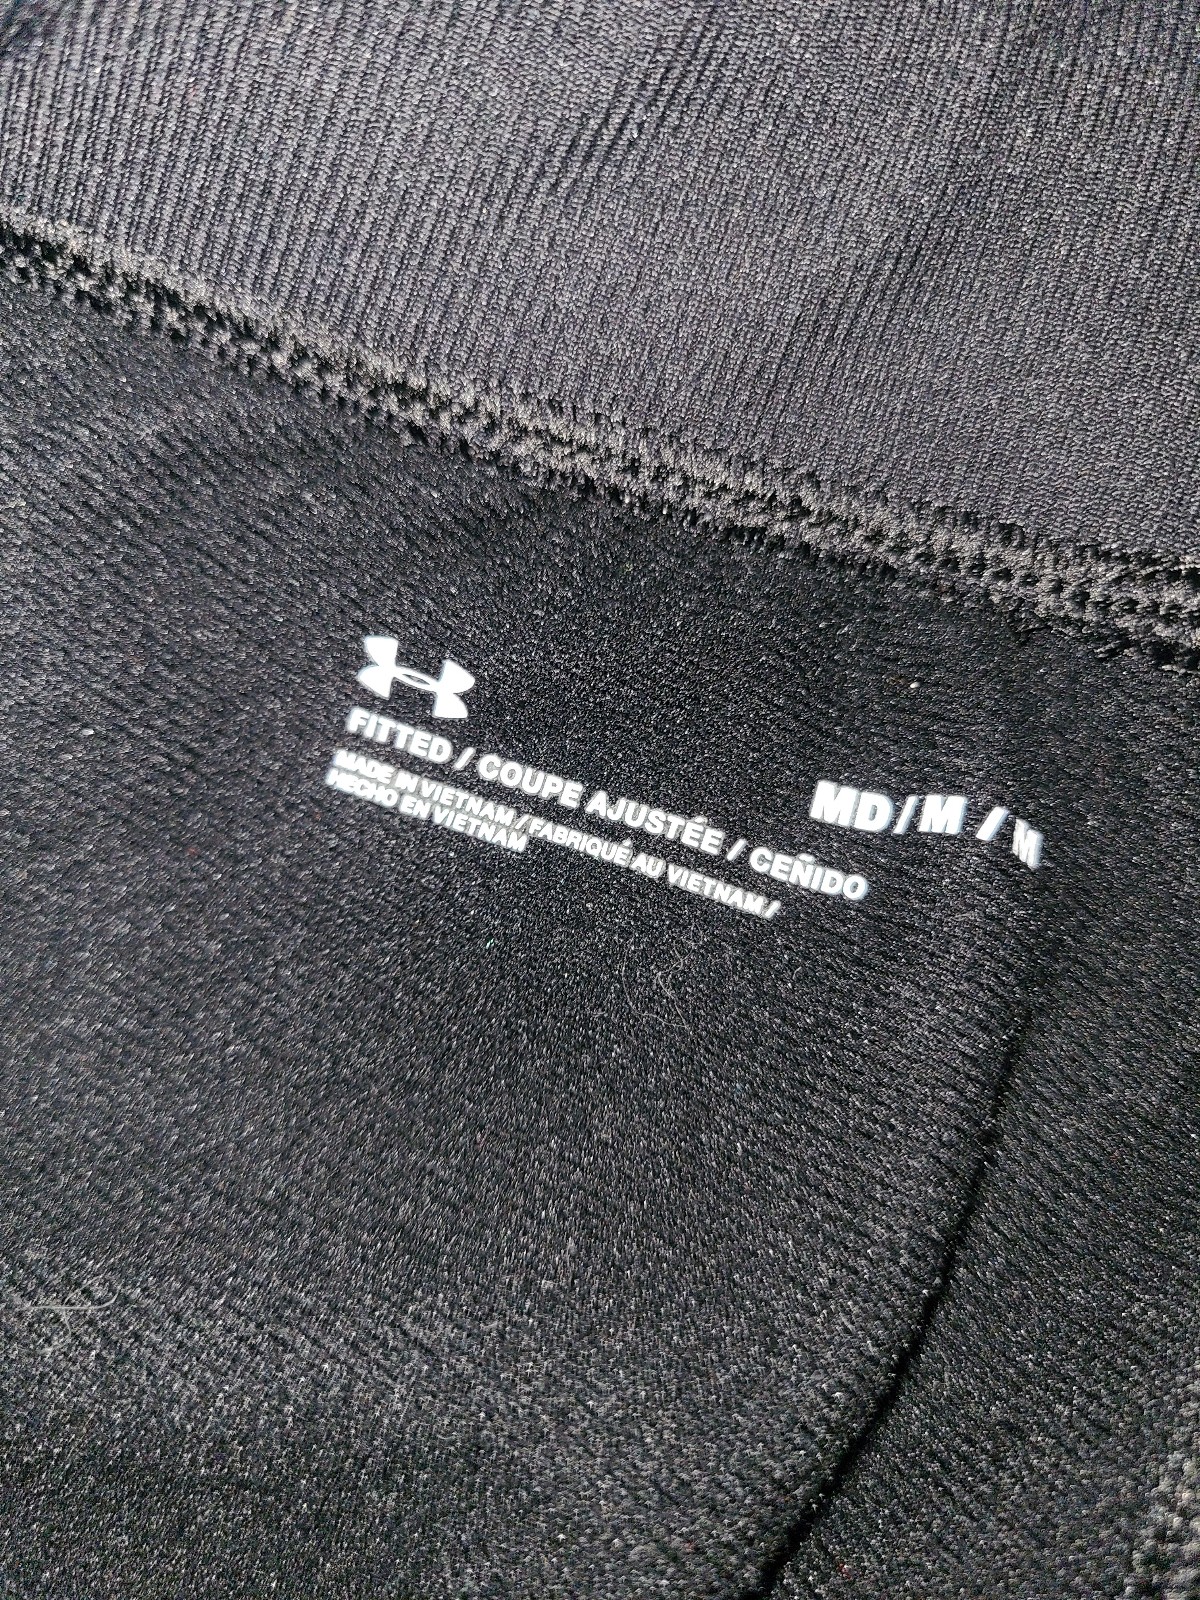 FITTED / COUPE AJUSTÉE / CEÑIDO
MD / M / M
MADE IN VIETNAM / FABRIQUÉ AU VIETNAM /
HECHO EN VIETNAM